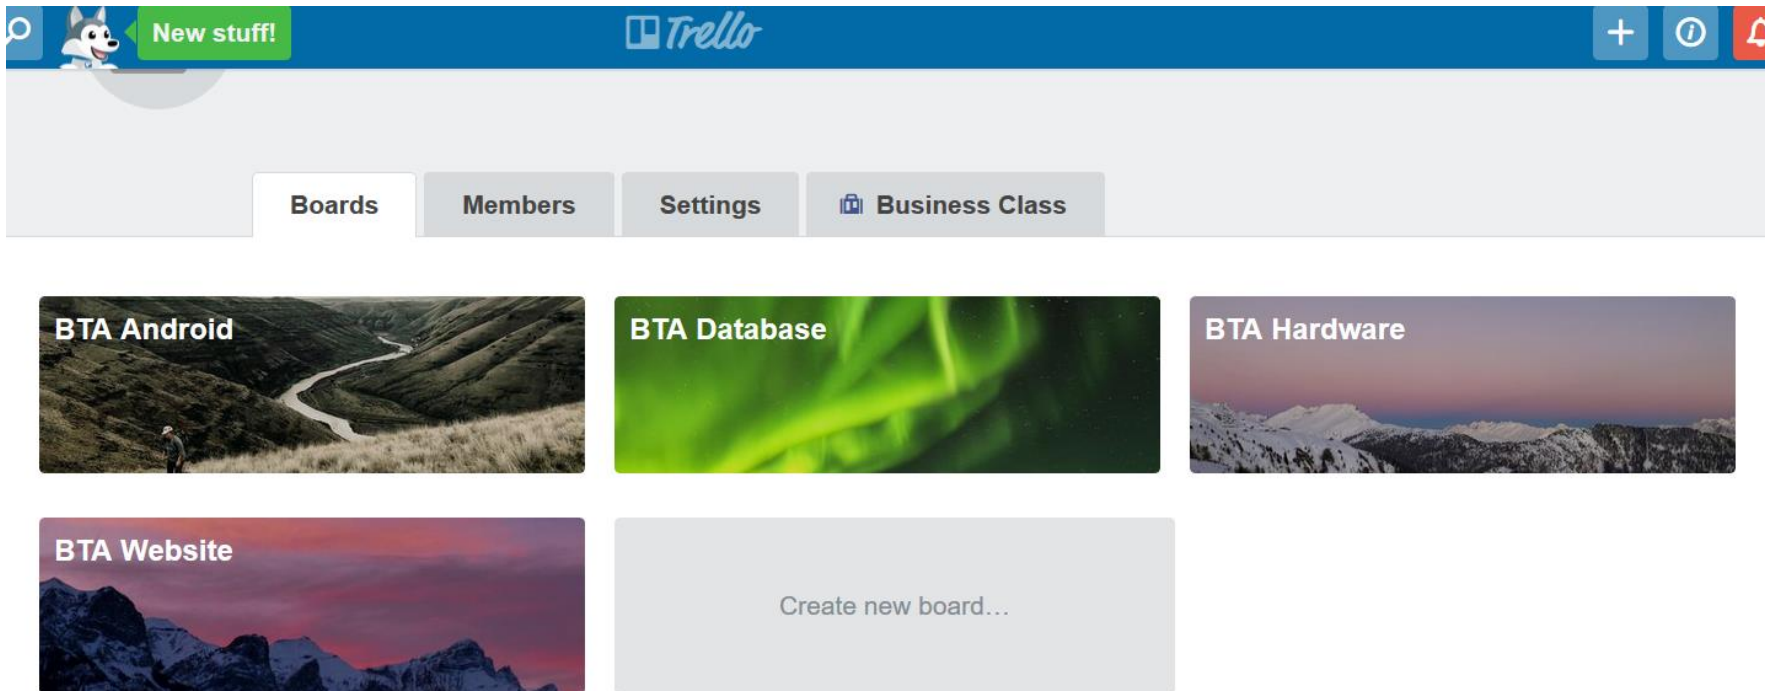 New stuff!
Trello
Boards
Members
Settings
Business Class
BTA Android
BTA Database
BTA Hardware
BTA Website
Create new board…